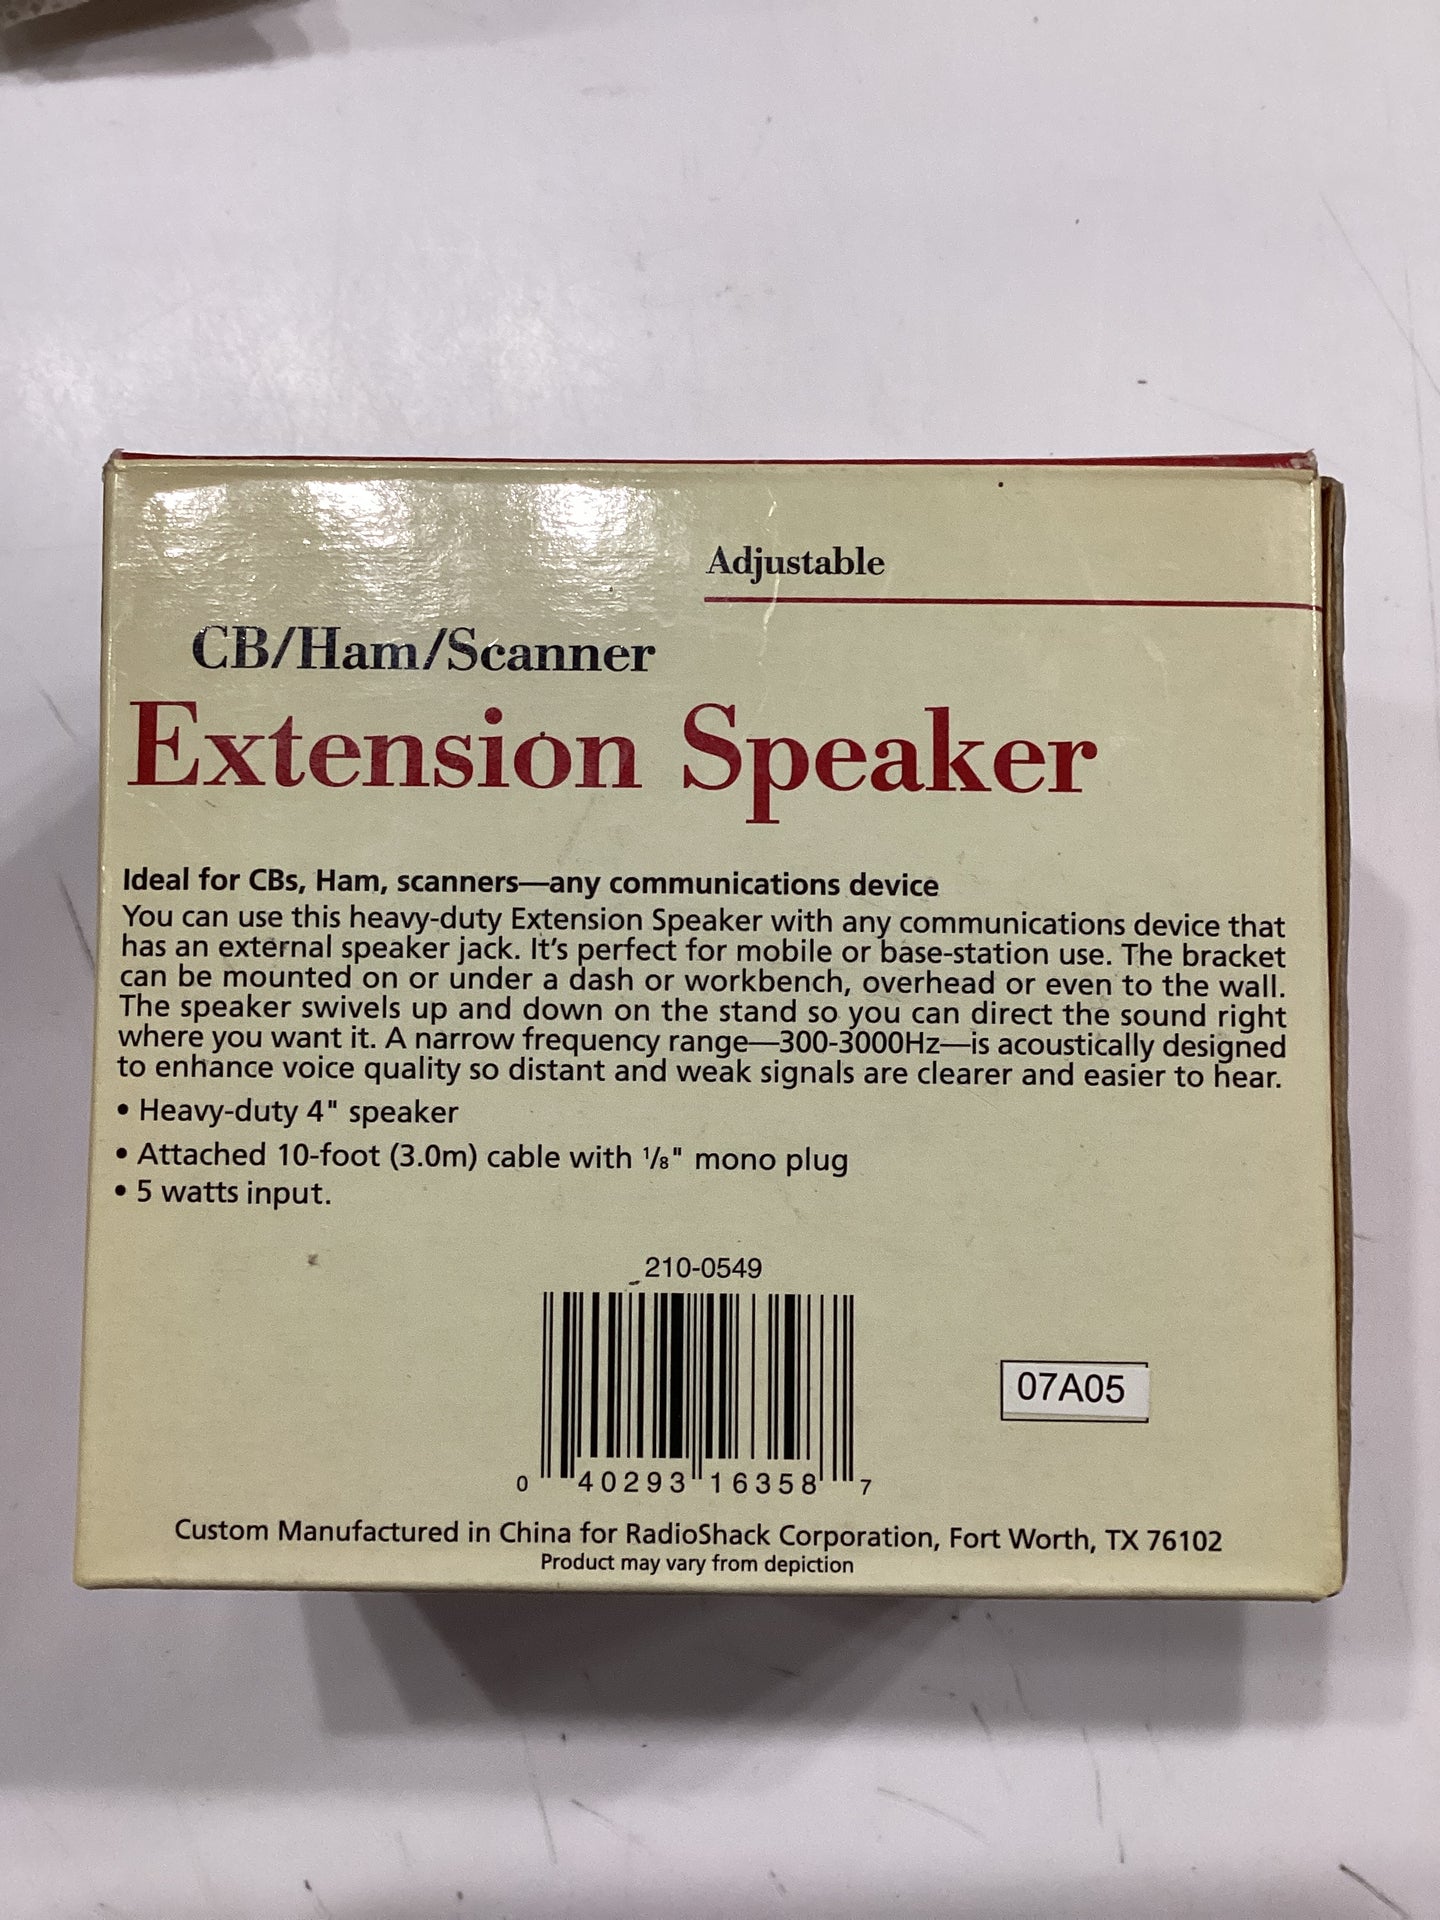 Adjustable
CB/Ham/Scanner
Extension Speaker
Ideal for CBs, Ham, scanners—any communications device
You can use this heavy-duty Extension Speaker with any communications device that
has an external speaker jack. It's perfect for mobile or base-station use. The bracket
can be mounted on or under a dash or workbench, overhead or even to the wall.
The speaker swivels up and down on the stand so you can direct the sound right
where you want it. A narrow frequency range—300-3000Hz—is acoustically designed
to enhance voice quality so distant and weak signals are clearer and easier to hear.
• Heavy-duty 4" speaker
• Attached 10-foot (3.0m) cable with 1/8" mono plug
• 5 watts input.
210-0549
07A05
0 40293 16358 7
Custom Manufactured in China for RadioShack Corporation, Fort Worth, TX 76102
Product may vary from depiction